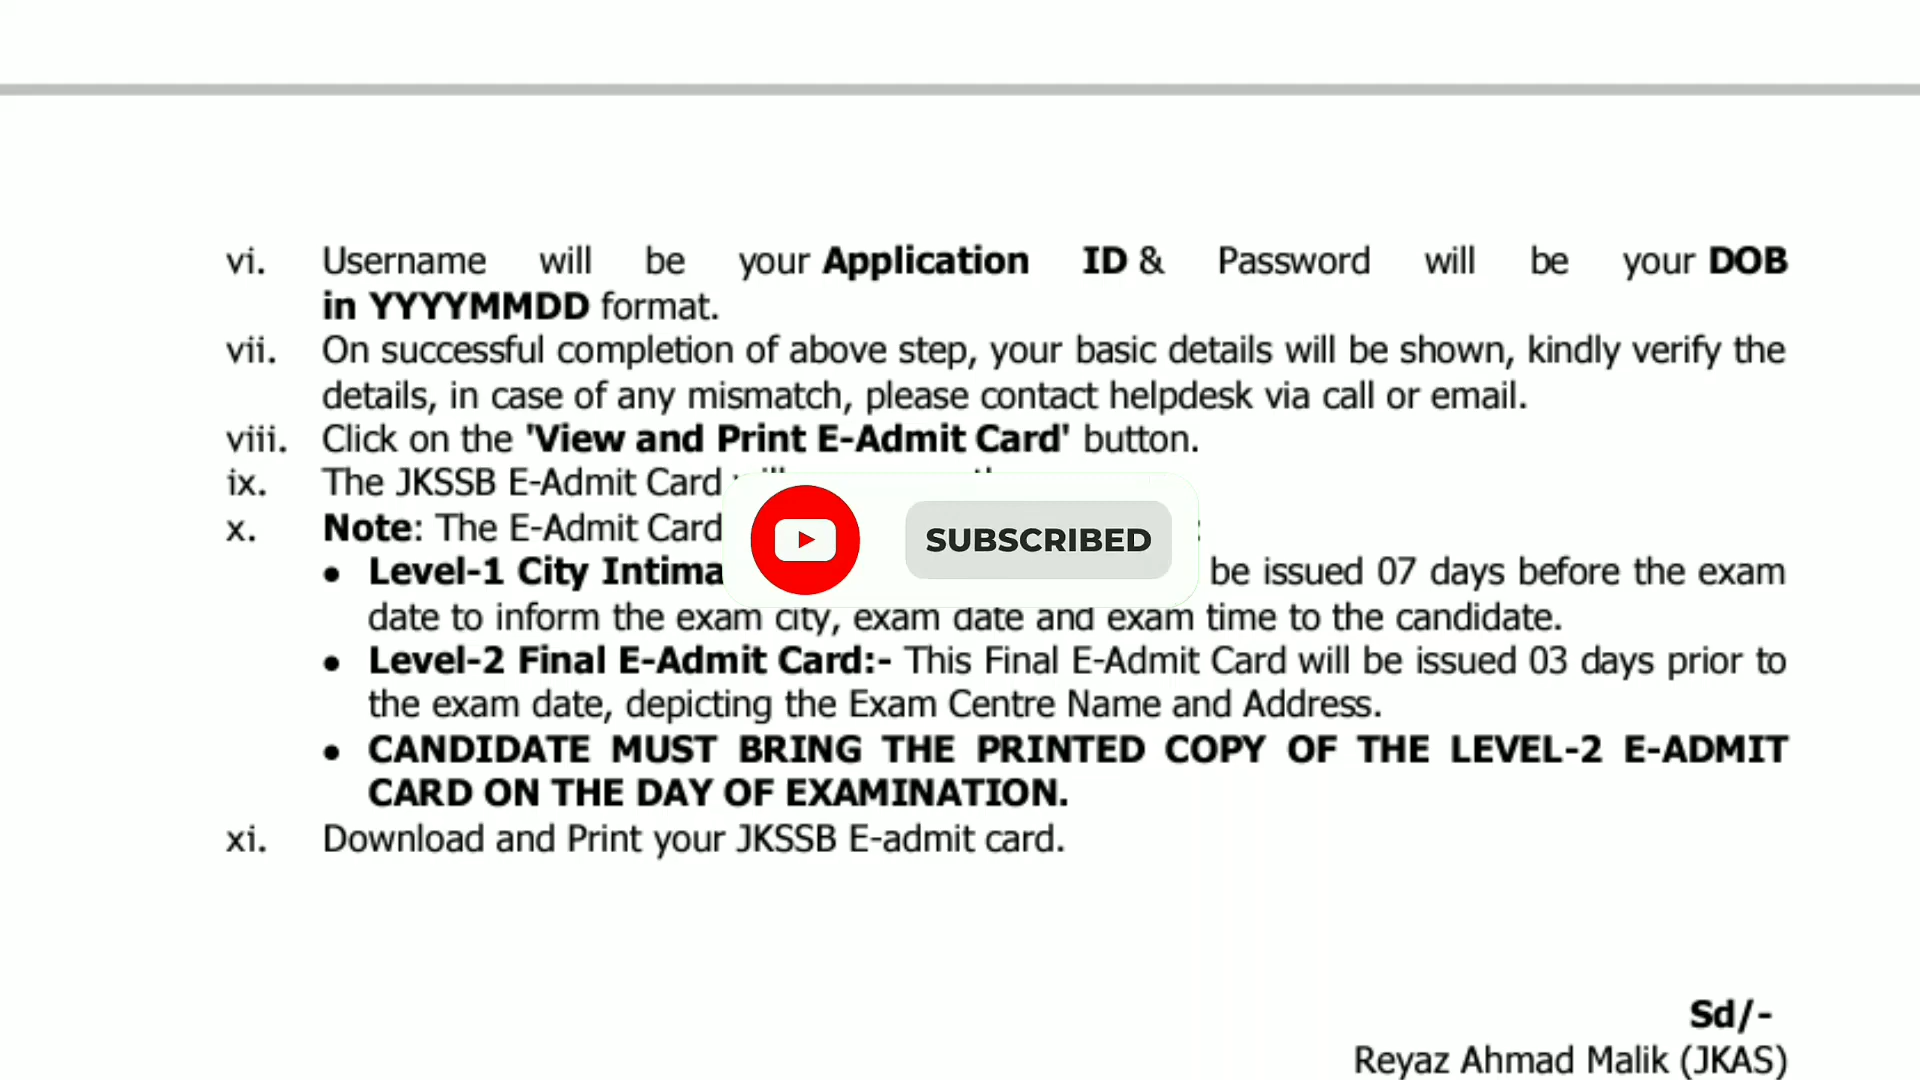 vi. Username will be your Application ID & Password will be your DOB
in YYYYMMDD format.
vii. On successful completion of above step, your basic details will be shown, kindly verify the
details, in case of any mismatch, please contact helpdesk via call or email.
viii. Click on the 'View and Print E-Admit Card' button.
ix. The JKSSB E-Admit Card
x. Note: The E-Admit Card
SUBSCRIBED
• Level-1 City be issued 07 days before the exam
date to inform the exam city, exam date and exam time to the candidate.
• Level-2 Final E-Admit Card:- This Final E-Admit Card will be issued 03 days prior to
the exam date, depicting the Exam Centre Name and Address.
• CANDIDATE MUST BRING THE PRINTED COPY OF THE LEVEL-2 E-ADMIT
CARD ON THE DAY OF EXAMINATION.
xi. Download and Print your JKSSB E-admit card.
Sd/-
Reyaz Ahmad Malik (JKAS)